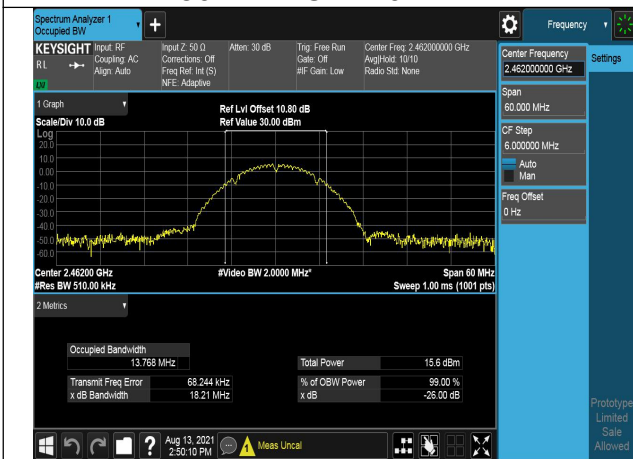 Spectrum Analyzer 1
Occupied BW
+
Frequency
KEYSIGHT
R L
LXI
Input: RF
Coupling: AC
Align: Auto
Input Z: 50 Ω
Corrections: Off
Freq Ref: Int (S)
NFE: Adaptive
Atten: 30 dB
Trig: Free Run
Gate: Off
#IF Gain: Low
Center Freq: 2.462000000 GHz
Avg|Hold: 10/10
Radio Std: None
Center Frequency
2.462000000 GHz
Settings
Span
60.000 MHz
CF Step
6.000000 MHz
Auto
Man
Freq Offset
0 Hz
1 Graph
Scale/Div 10.0 dB
Ref Lvl Offset 10.80 dB
Ref Value 30.00 dBm
Log
20.0
10.0
0.00
-10.0
-20.0
-30.0
-40.0
-50.0
-60.0
Center 2.46200 GHz
#Video BW 2.0000 MHz*
Span 60 MHz
#Res BW 510.00 kHz
Sweep 1.00 ms (1001 pts)
2 Metrics
Occupied Bandwidth
13.768 MHz
Total Power 15.6 dBm
Transmit Freq Error 68.244 kHz
% of OBW Power 99.00 %
x dB Bandwidth 18.21 MHz
x dB -26.00 dB
Prototype
Limited
Sale
Allowed
?
Aug 13, 2021
2:50:10 PM
Meas Uncal